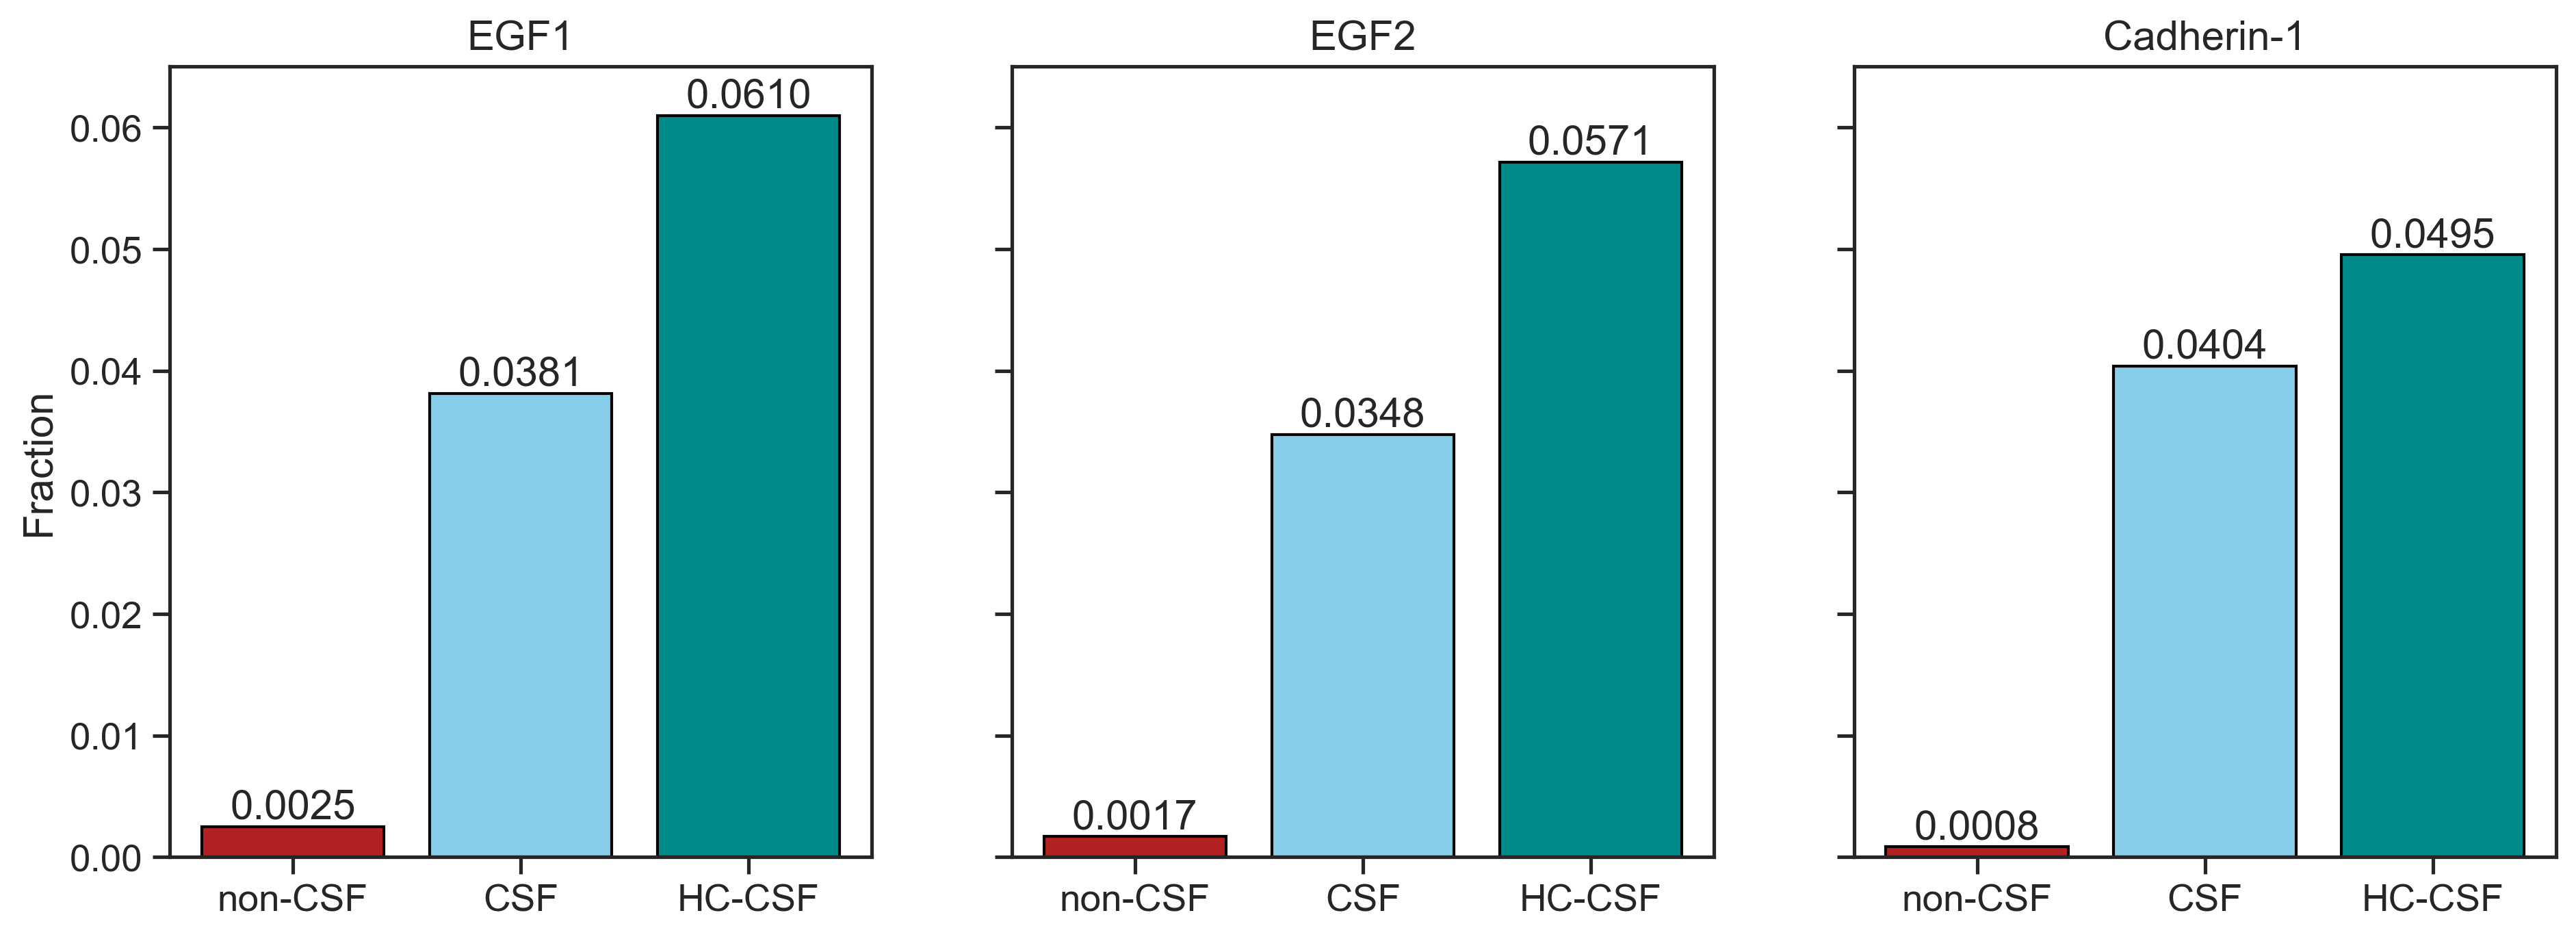 EGF1
EGF2
Cadherin-1
Fraction
0.06
0.05
0.04
0.03
0.02
0.01
0.00
0.0025
0.0381
0.0610
non-CSF
CSF
HC-CSF
0.0017
0.0348
0.0571
non-CSF
CSF
HC-CSF
0.0008
0.0404
0.0495
non-CSF
CSF
HC-CSF